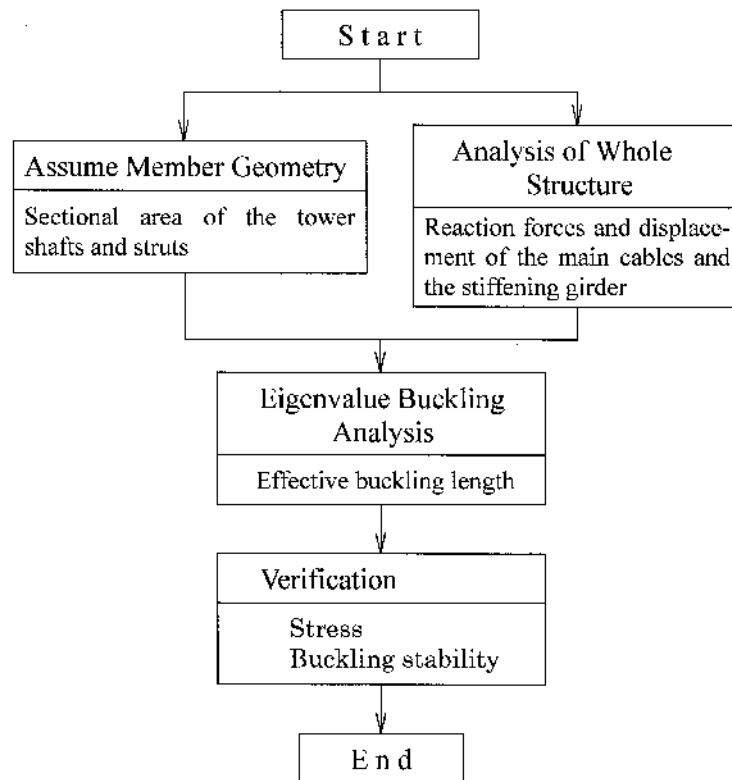 Start
Assume Member Geometry
Sectional area of the tower
shafts and struts
Analysis of Whole
Structure
Reaction forces and displace-
ment of the main cables and
the stiffening girder
Eigenvalue Buckling
Analysis
Effective buckling length
Verification
Stress
Buckling stability
End